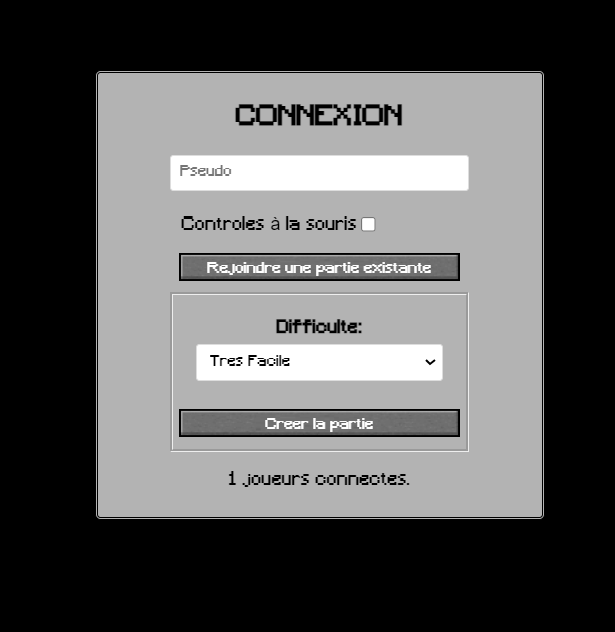 CONNEXION
Pseudo
Controles à la souris
Rejoindre une partie existante
Difficulte:
Tres Facile
Creer la partie
1 joueurs connectes.